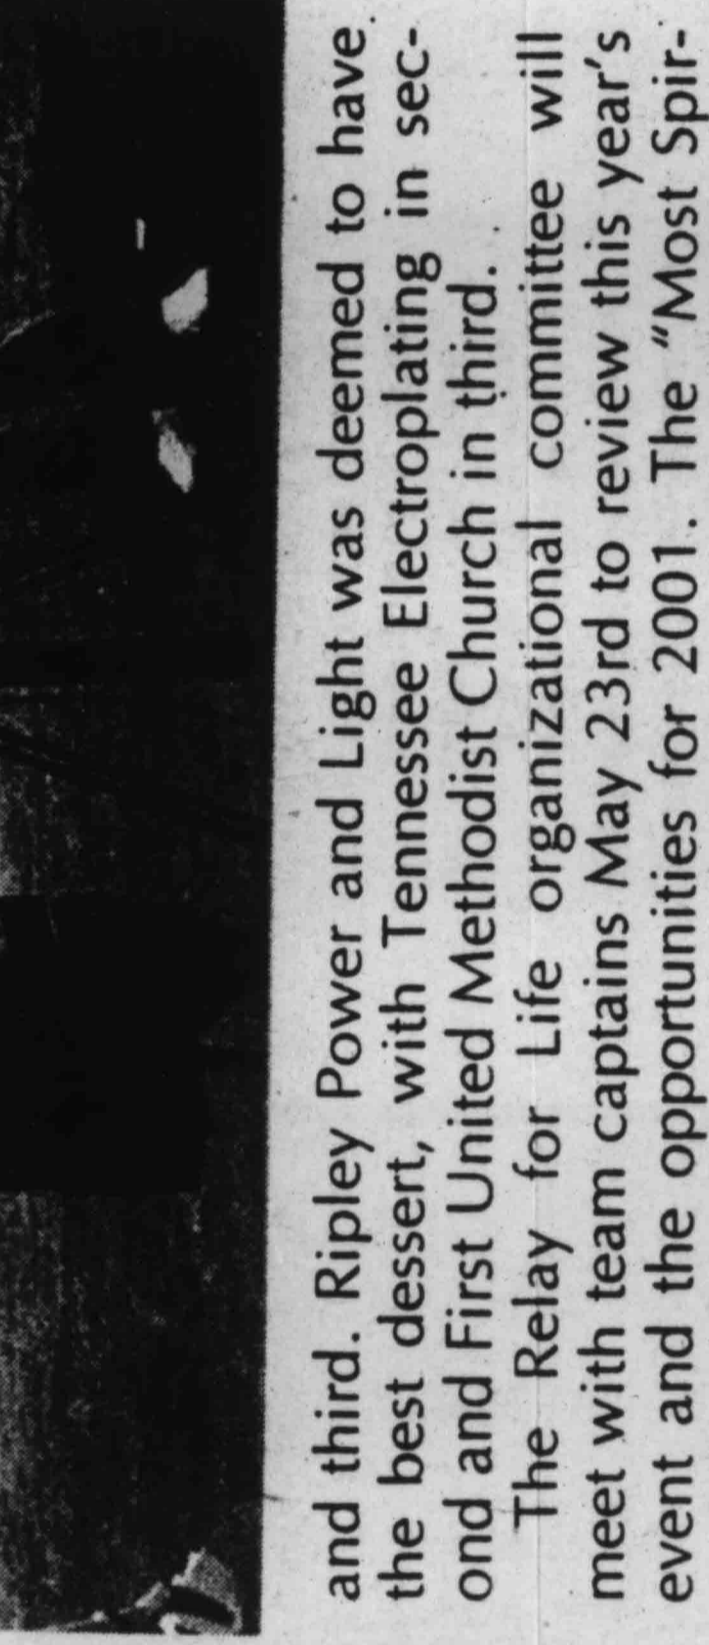 and third. Ripley Power and Light was deemed to have
the best dessert, with Tennessee Electroplating in sec-
ond and First United Methodist Church in third.
The Relay for Life organizational committee will
meet with team captains May 23rd to review this year's
event and the opportunities for 2001. The "Most Spir-